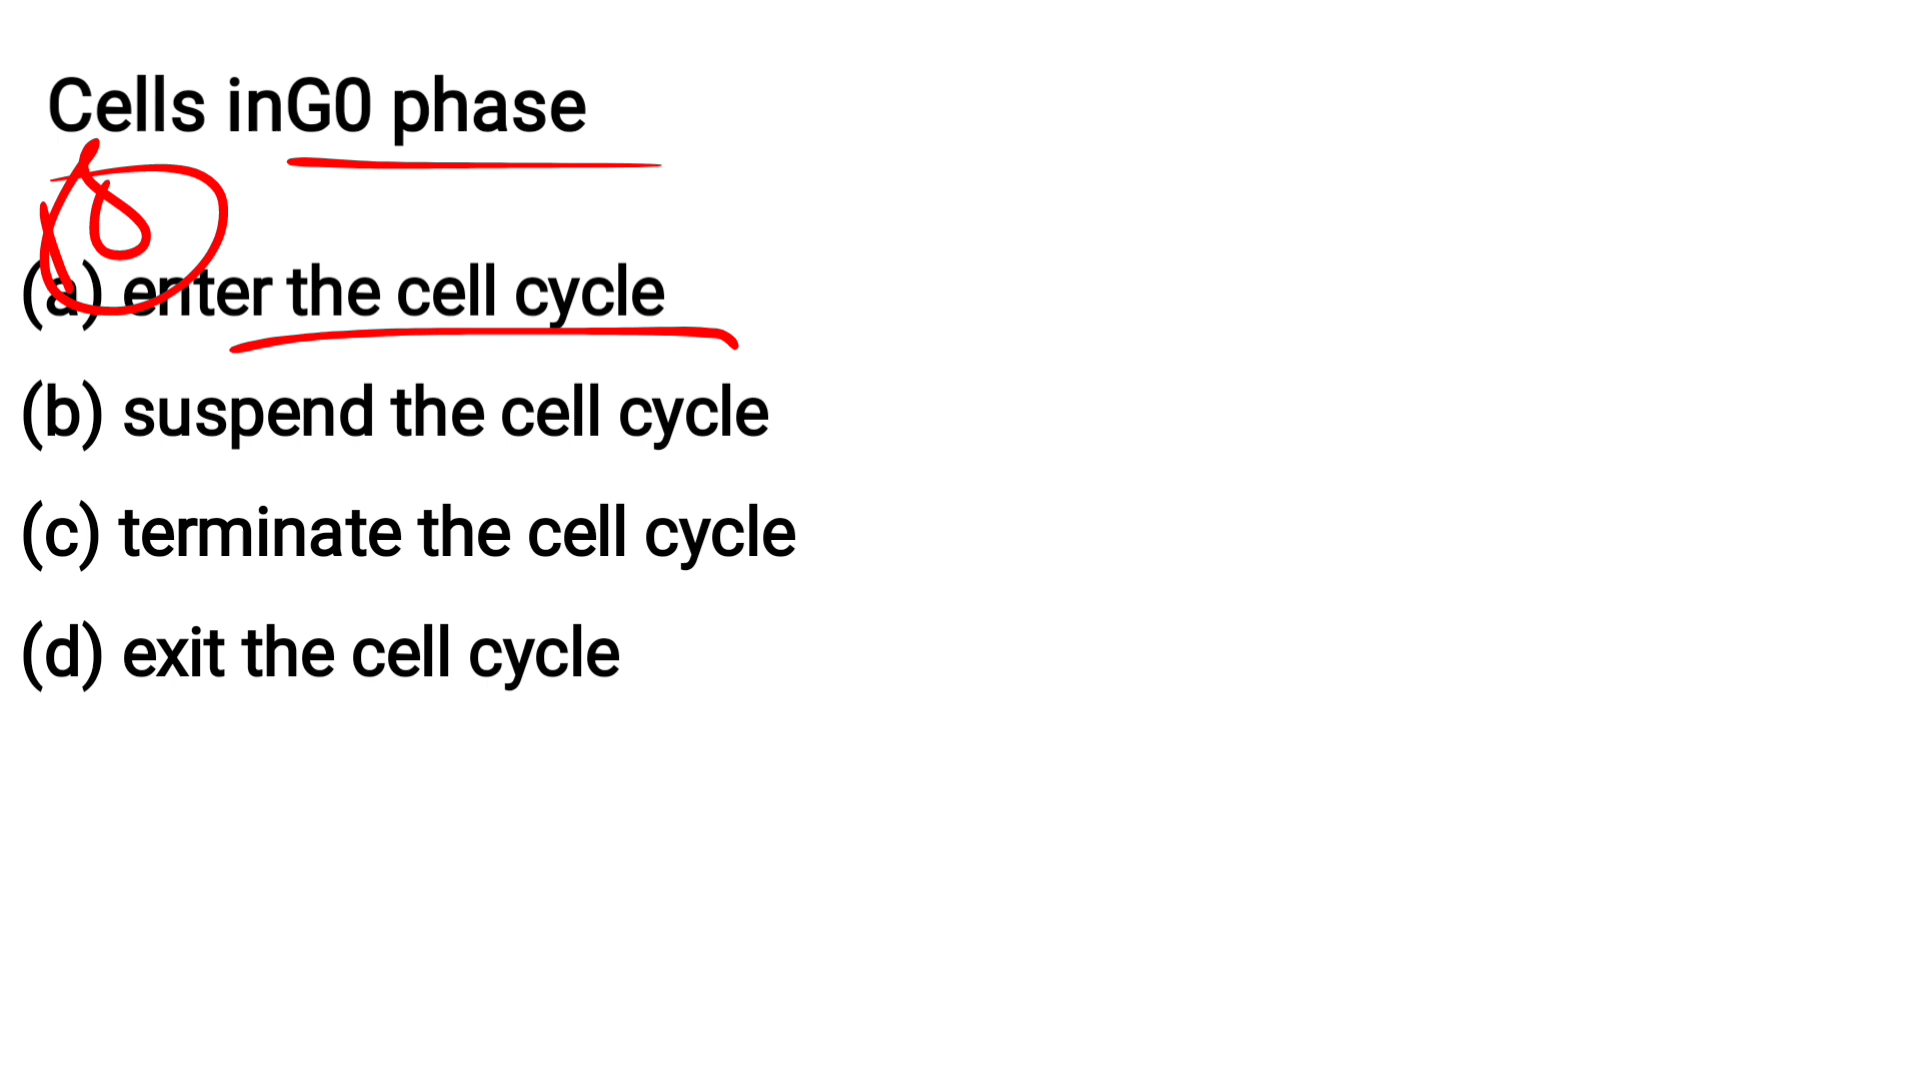 Cells inG0 phase
(a) enter the cell cycle
(b) suspend the cell cycle
(c) terminate the cell cycle
(d) exit the cell cycle